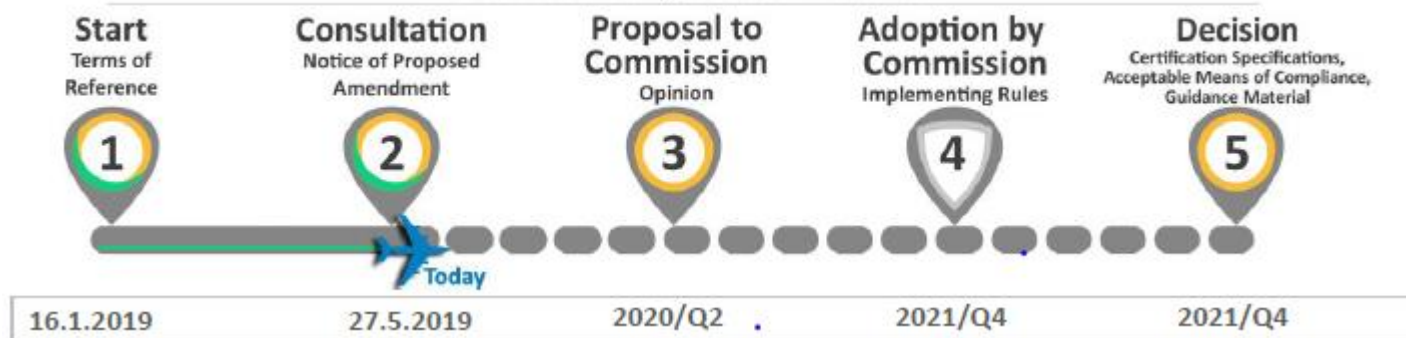 Start
Terms of
Reference
1
Consultation
Notice of Proposed
Amendment
2
Proposal to
Commission
Opinion
3
Adoption by
Commission
Implementing Rules
4
Decision
Certification Specifications,
Acceptable Means of Compliance,
Guidance Material
5
Today
16.1.2019
27.5.2019
2020/Q2
2021/Q4
2021/Q4